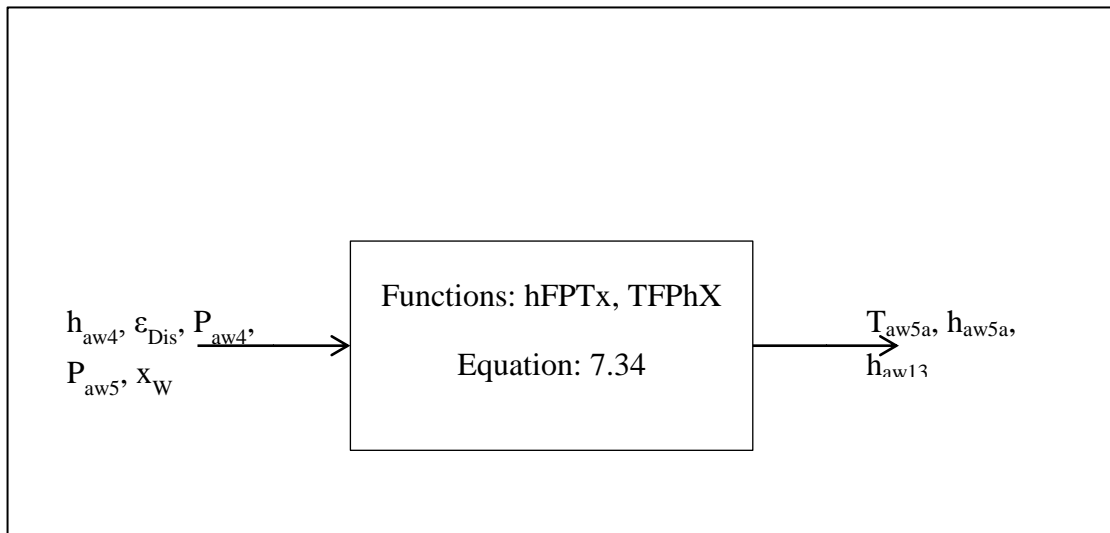 Functions: hFPTx, TFPhX
Equation: 7.34
h_aw4, ε_Dis, P_aw4,
P_aw5, x_W
T_aw5a, h_aw5a,
h_aw13